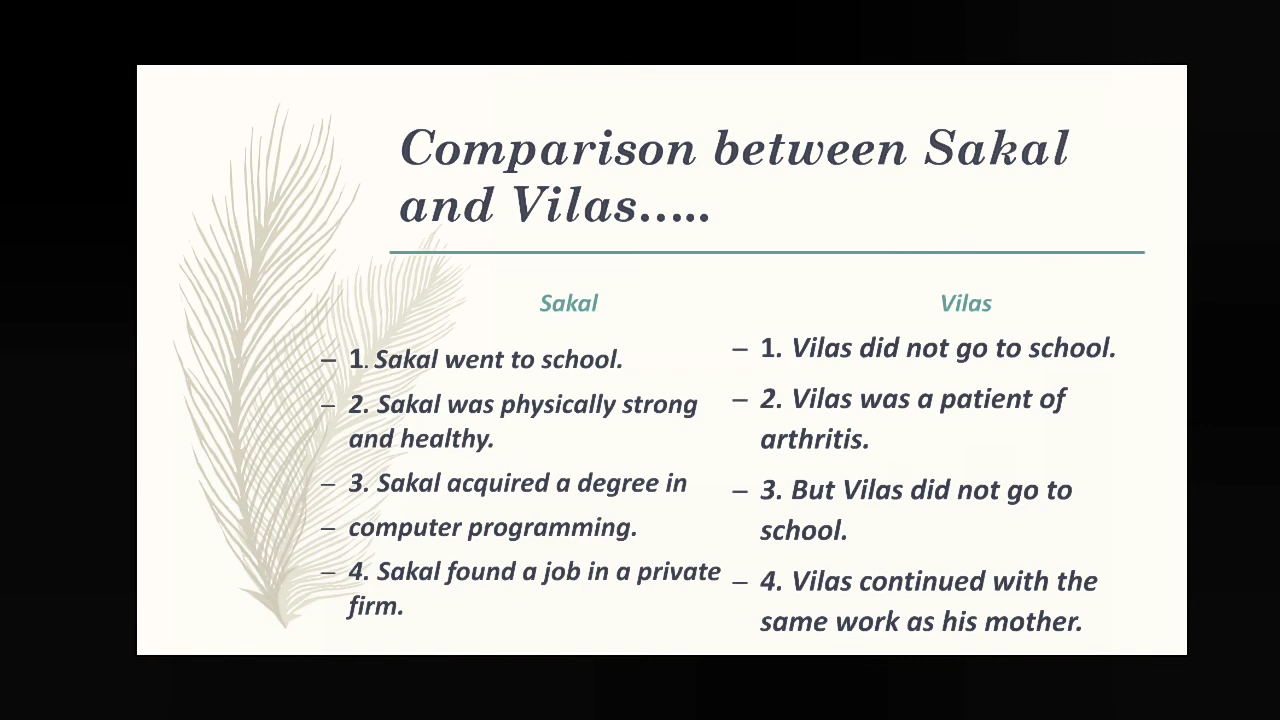 Comparison between Sakal
and Vilas.....
Sakal
– 1. Sakal went to school.
– 2. Sakal was physically strong
and healthy.
– 3. Sakal acquired a degree in
– computer programming.
– 4. Sakal found a job in a private
firm.
Vilas
– 1. Vilas did not go to school.
– 2. Vilas was a patient of
arthritis.
– 3. But Vilas did not go to
school.
– 4. Vilas continued with the
same work as his mother.